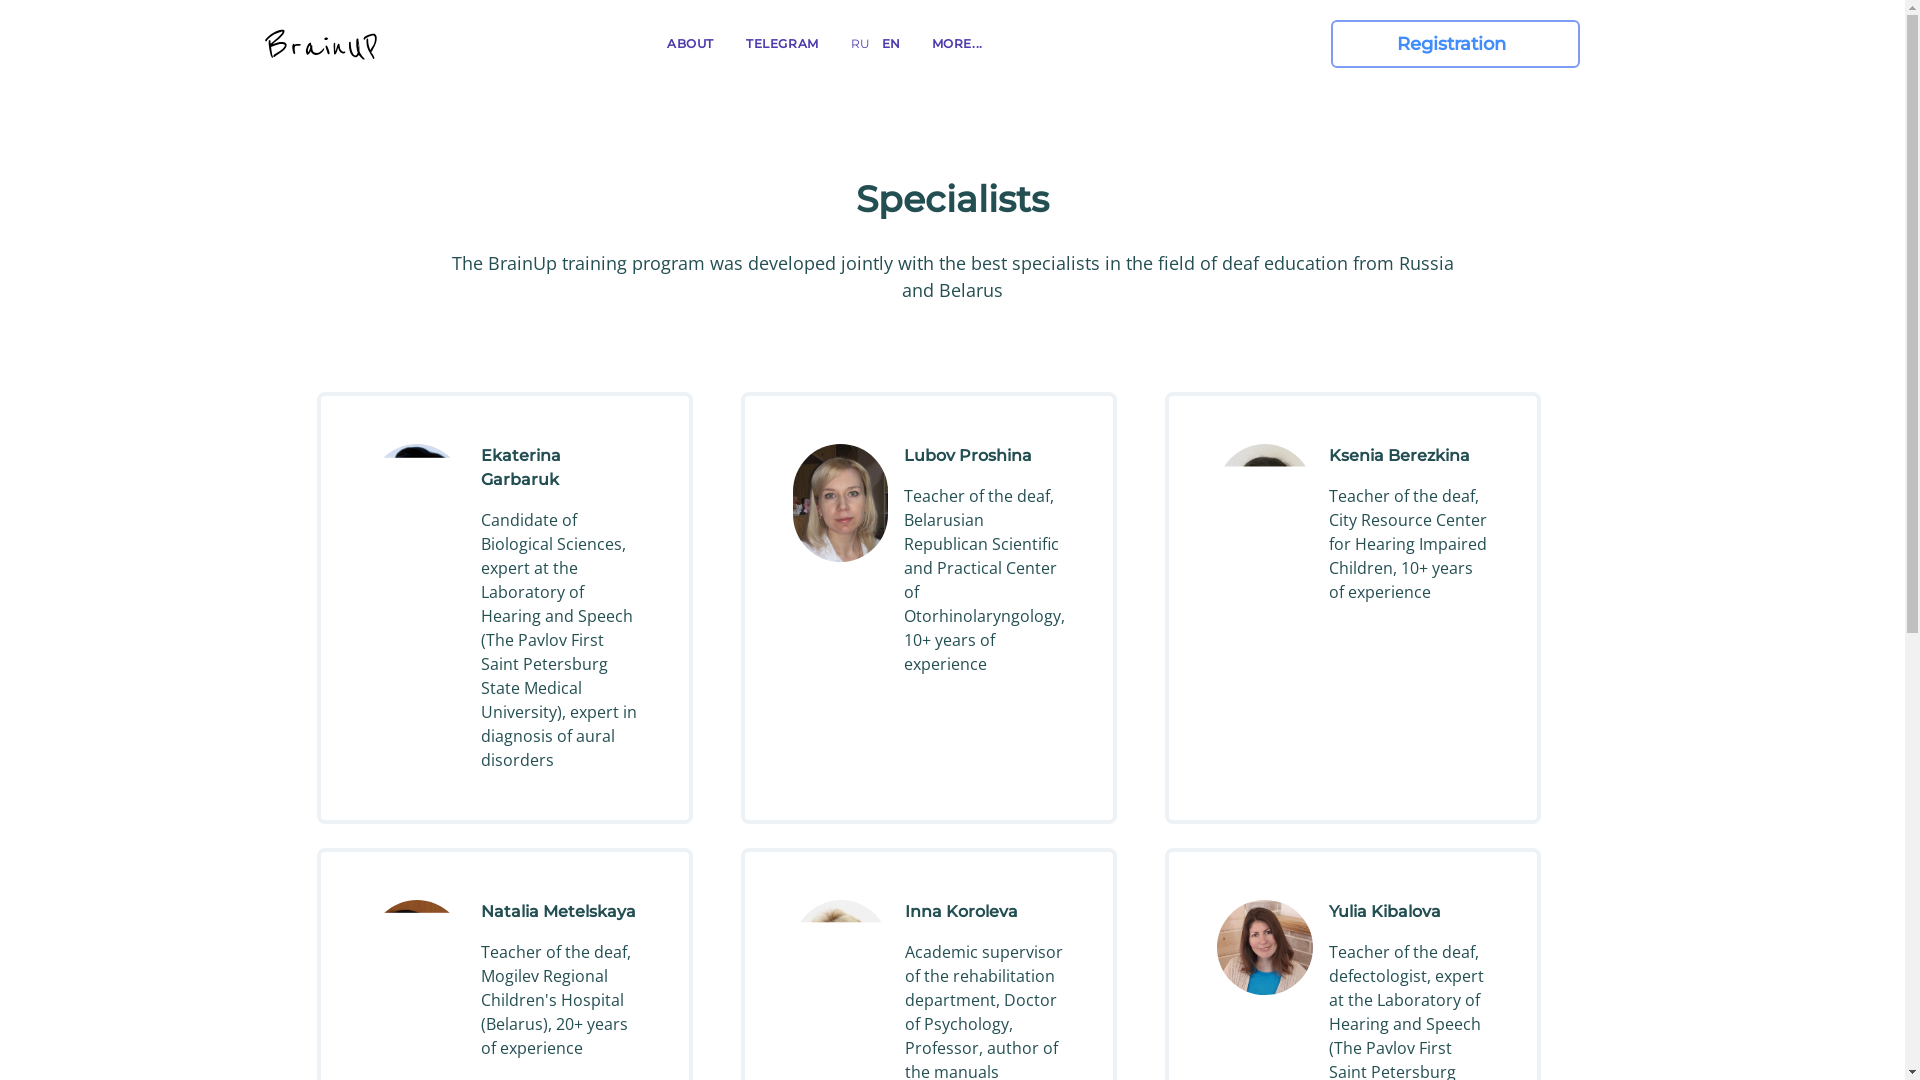 BrainUP
ABOUT
TELEGRAM
RU
EN
MORE...
Registration
Specialists
The BrainUp training program was developed jointly with the best specialists in the field of deaf education from Russia
and Belarus
Ekaterina
Garbaruk
Candidate of
Biological Sciences,
expert at the
Laboratory of
Hearing and Speech
(The Pavlov First
Saint Petersburg
State Medical
University), expert in
diagnosis of aural
disorders
Lubov Proshina
Teacher of the deaf,
Belarusian
Republican Scientific
and Practical Center
of
Otorhinolaryngology,
10+ years of
experience
Ksenia Berezkina
Teacher of the deaf,
City Resource Center
for Hearing Impaired
Children, 10+ years
of experience
Natalia Metelskaya
Teacher of the deaf,
Mogilev Regional
Children's Hospital
(Belarus), 20+ years
of experience
Inna Koroleva
Academic supervisor
of the rehabilitation
department, Doctor
of Psychology,
Professor, author of
the manuals
Yulia Kibalova
Teacher of the deaf,
defectologist, expert
at the Laboratory of
Hearing and Speech
(The Pavlov First
Saint Petersburg